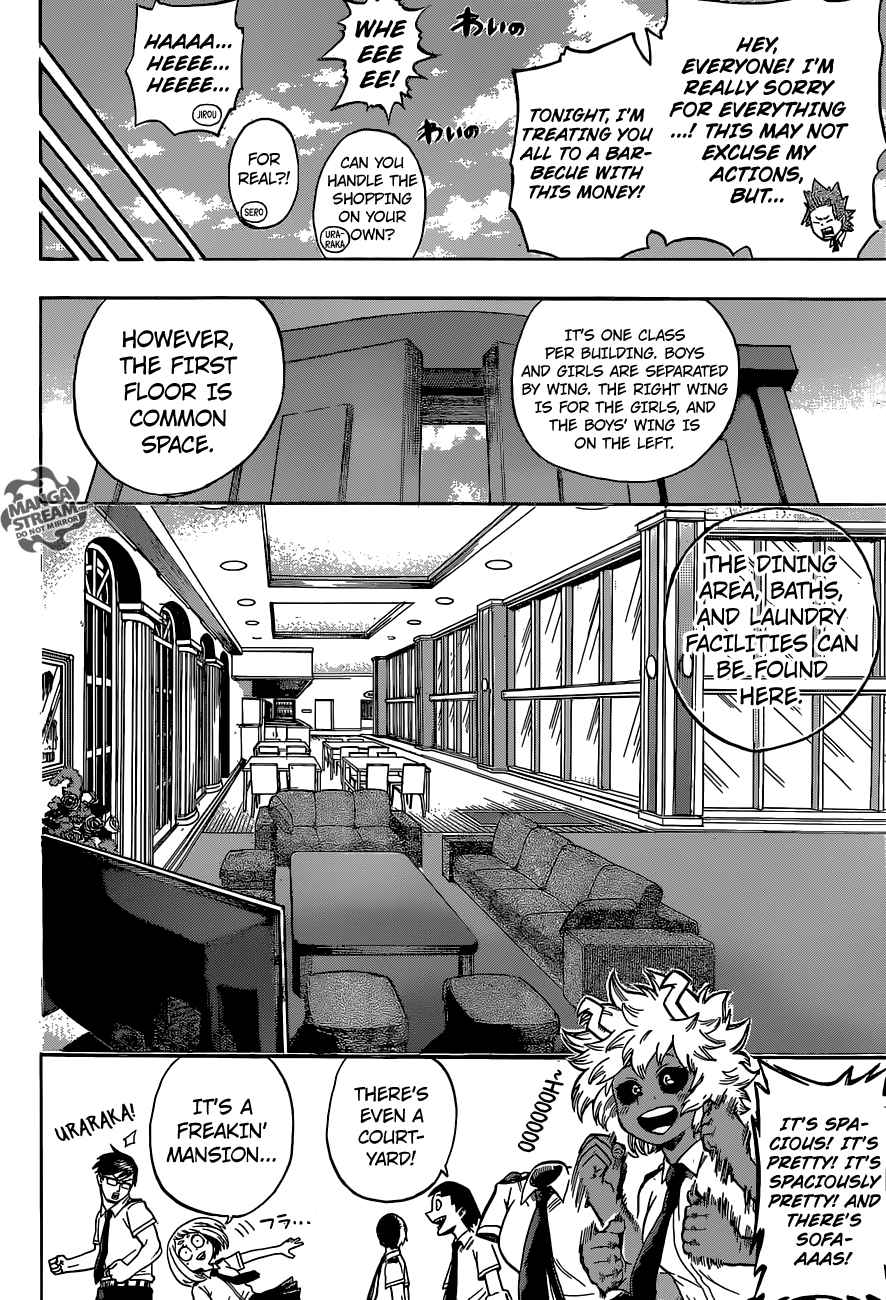 HEY,
EVERYONE! I'M
REALLY SORRY
FOR EVERYTHING
...! THIS MAY NOT
EXCUSE MY
ACTIONS,
BUT...
TONIGHT, I'M
TREATING YOU
ALL TO A BAR-
BECUE WITH
THIS MONEY!
わいの
わいの
WHE
EEE
EE!
CAN YOU
HANDLE THE
SHOPPING
ON YOUR
OWN?
URA-
RAKA
HAAAA...
HEEEE...
HEEEE...
JIROU
FOR
REAL?!
SERO
IT'S ONE CLASS
PER BUILDING. BOYS
AND GIRLS ARE SEPARATED
BY WING. THE RIGHT WING
IS FOR THE GIRLS, AND
THE BOYS' WING IS
ON THE LEFT.
HOWEVER,
THE FIRST
FLOOR IS
COMMON
SPACE.
MANGA
STREAM
DO NOT MIRROR
THE DINING
AREA, BATHS,
AND LAUNDRY
FACILITIES CAN
BE FOUND
HERE.
IT'S SPA-
CIOUS! IT'S
PRETTY! IT'S
SPACIOUSLY
PRETTY! AND
THERE'S
SOFA-
AAAS!
OOOOOOH~
THERE'S
EVEN A
COURT-
YARD!
IT'S A
FREAKIN'
MANSION...
フラ...
URARAKA!